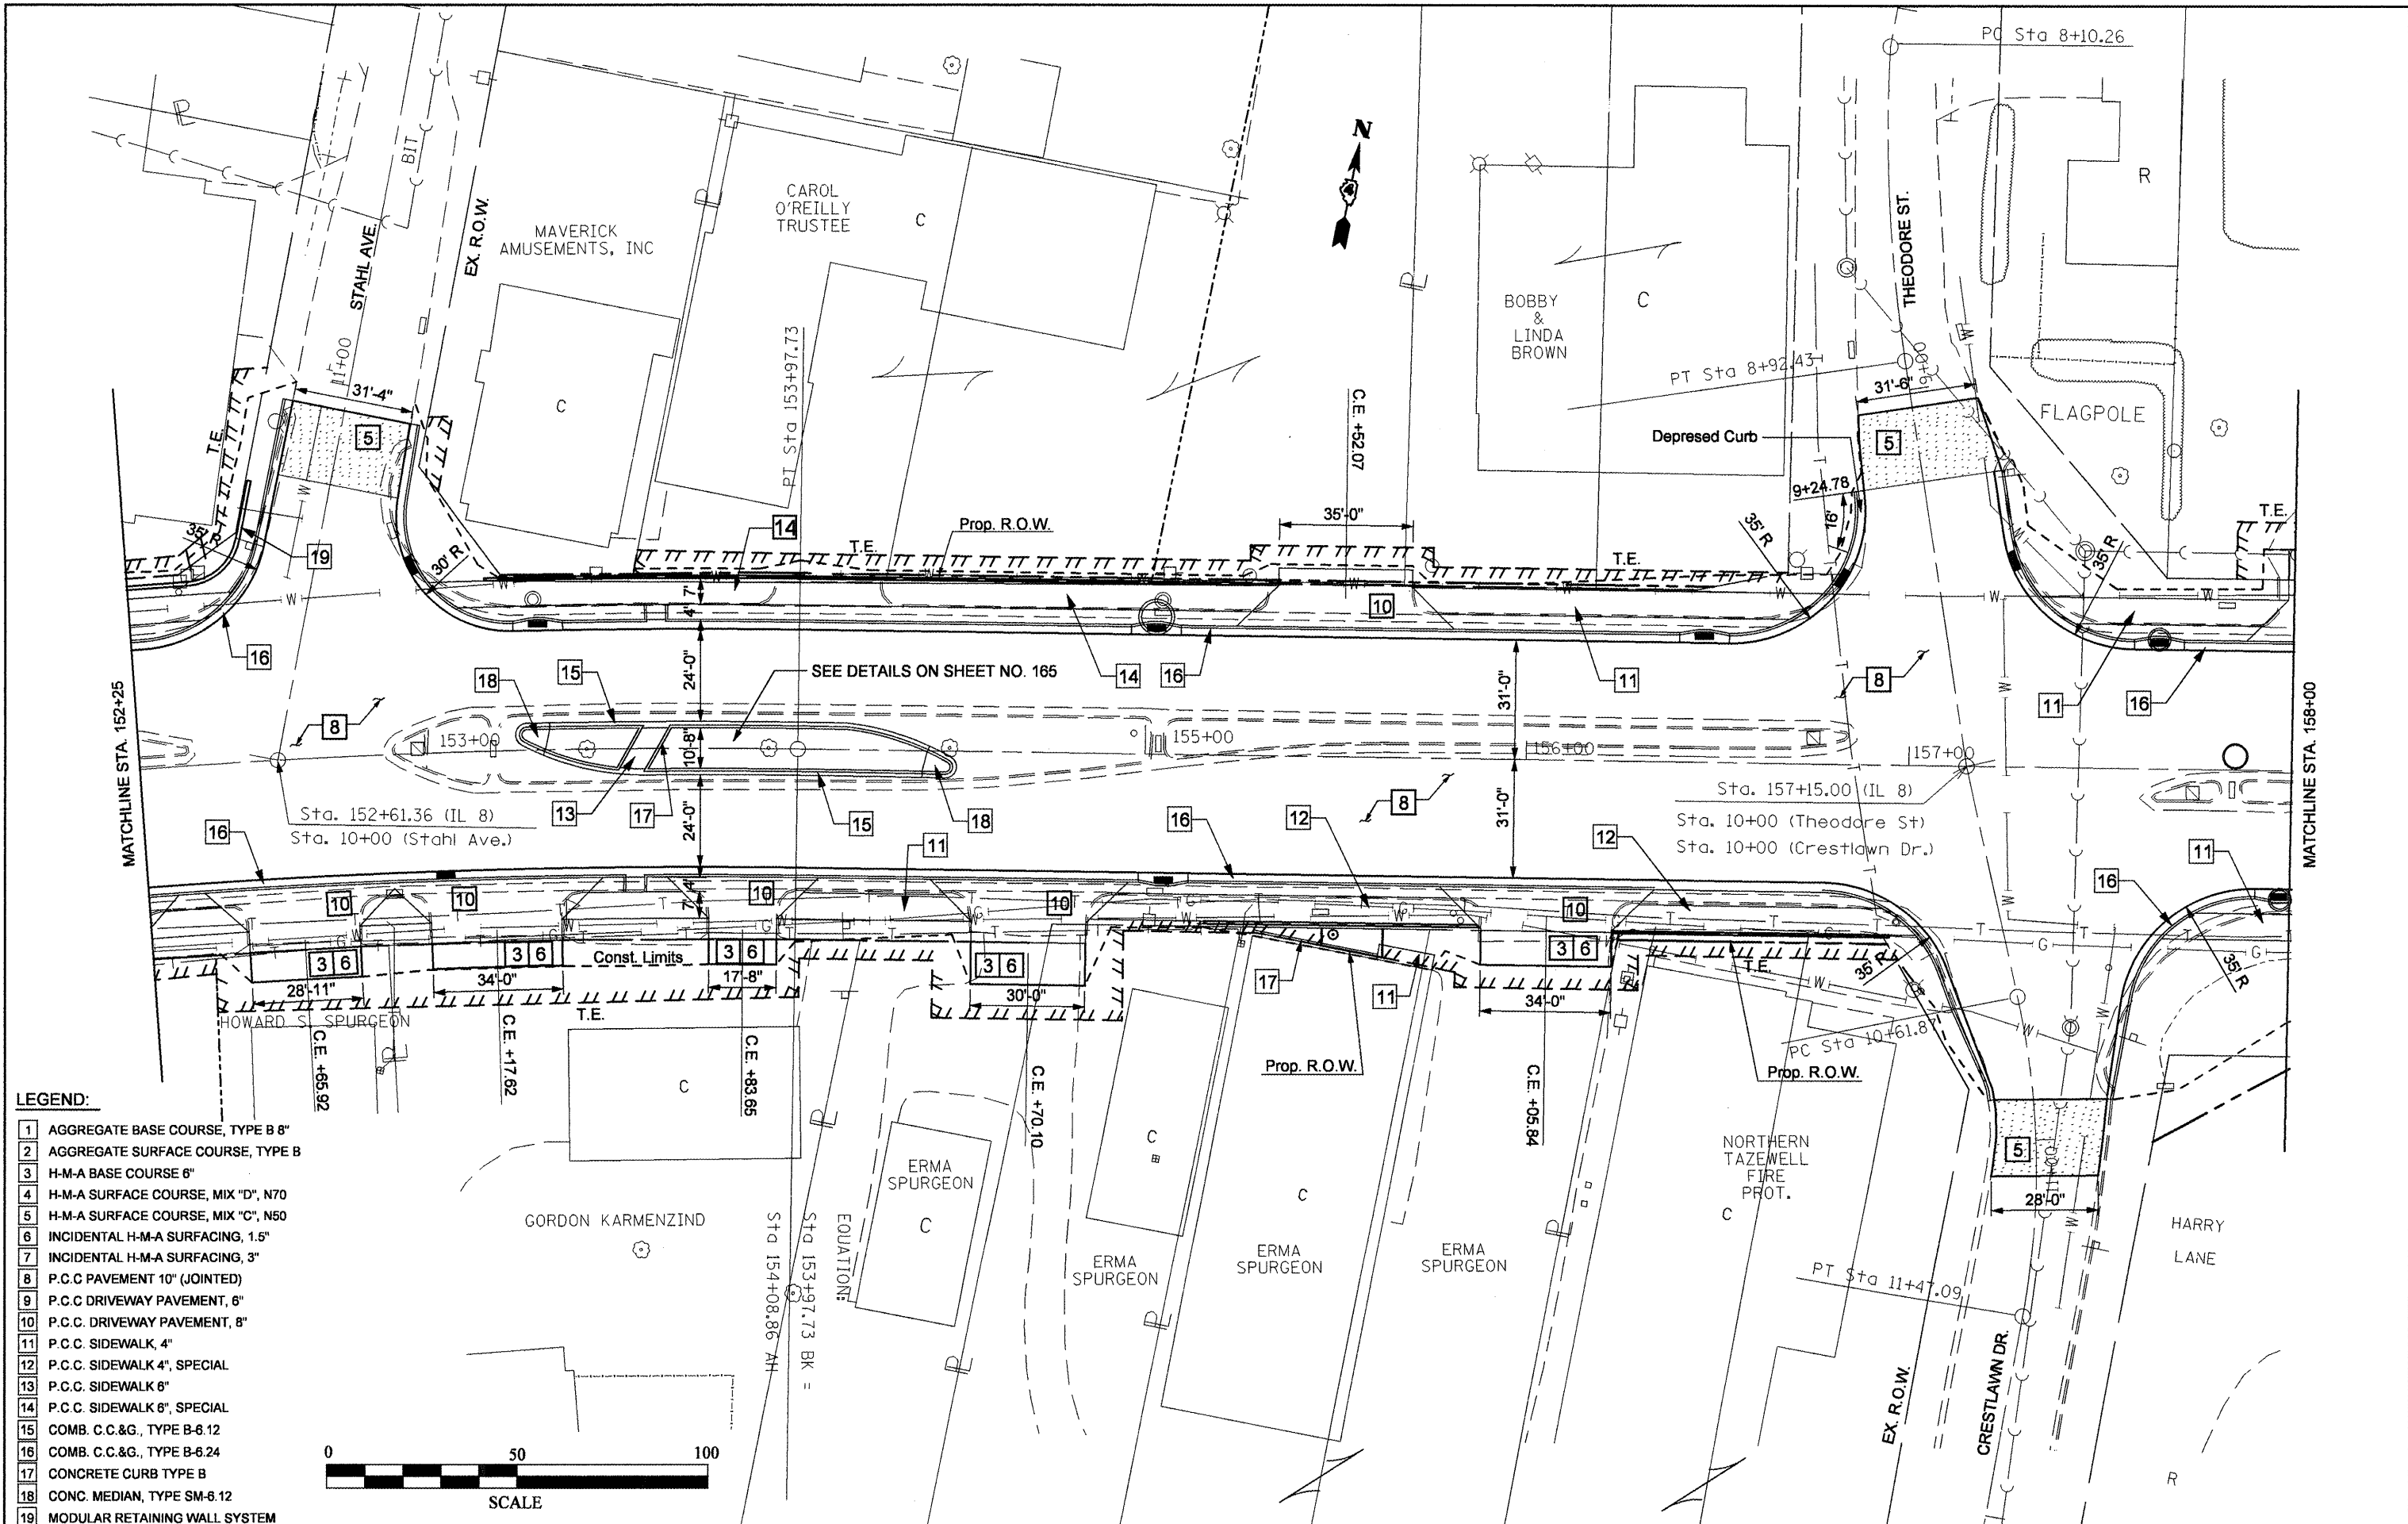 PC Sta 8+10.26
P
BIT
STAHL AVE.
EX. R.O.W.
MAVERICK
AMUSEMENTS, INC
CAROL
O'REILLY
TRUSTEE
C
N
4
BOBBY
&
LINDA
BROWN
C
THEODORE ST.
R
11+00
31'-4"
5
C
PT Sta 153+97.73
C.E. +52.07
PT Sta 8+92.43
9+00
31'-6"
FLAGPOLE
Depresed Curb
5
9+24.78
16'
T.E.
35' R
19
30' R
14
Prop. R.O.W.
T.E.
35'-0"
T.E.
35' R
35' R
T.E.
7'
4'
10
16
24'-0"
18
15
SEE DETAILS ON SHEET NO. 165
14
16
31'-0"
11
8
11
16
MATCHLINE STA. 152+25
MATCHLINE STA. 158+00
8
153+00
10'-8"
155+00
156+00
157+00
Sta. 152+61.36 (IL 8)
Sta. 10+00 (Stahl Ave.)
13
17
24'-0"
15
18
8
31'-0"
Sta. 157+15.00 (IL 8)
Sta. 10+00 (Theodore St)
Sta. 10+00 (Crestlawn Dr.)
16
11
16
12
12
16
11
10
10
4'
7'
10
10
10
3 6
3 6
Const. Limits
3 6
3 6
3 6
28'-11"
34'-0"
17'-8"
30'-0"
17
11
34'-0"
T.E.
35' R
35' R
HOWARD S. SPURGEON
T.E.
C.E. +65.92
C.E. +17.62
C.E. +83.65
C.E. +70.10
C.E. +05.84
Prop. R.O.W.
Prop. R.O.W.
PC Sta 10+61.87
C
C
GORDON KARMENZIND
ERMA
SPURGEON
C
ERMA
SPURGEON
C
ERMA
SPURGEON
ERMA
SPURGEON
NORTHERN
TAZEWELL
FIRE
PROT.
C
5
28'-0"
HARRY
LANE
PT Sta 11+47.09
EX. R.O.W.
CRESTLAWN DR.
R
EQUATION:
Sta 153+97.73 BK =
Sta 154+08.86 AH
LEGEND:
1 AGGREGATE BASE COURSE, TYPE B 8"
2 AGGREGATE SURFACE COURSE, TYPE B
3 H-M-A BASE COURSE 6"
4 H-M-A SURFACE COURSE, MIX "D", N70
5 H-M-A SURFACE COURSE, MIX "C", N50
6 INCIDENTAL H-M-A SURFACING, 1.5"
7 INCIDENTAL H-M-A SURFACING, 3"
8 P.C.C PAVEMENT 10" (JOINTED)
9 P.C.C DRIVEWAY PAVEMENT, 6"
10 P.C.C. DRIVEWAY PAVEMENT, 8"
11 P.C.C. SIDEWALK, 4"
12 P.C.C. SIDEWALK 4", SPECIAL
13 P.C.C. SIDEWALK 6"
14 P.C.C. SIDEWALK 6", SPECIAL
15 COMB. C.C.&G., TYPE B-6.12
16 COMB. C.C.&G., TYPE B-6.24
17 CONCRETE CURB TYPE B
18 CONC. MEDIAN, TYPE SM-6.12
19 MODULAR RETAINING WALL SYSTEM
0 50 100
SCALE